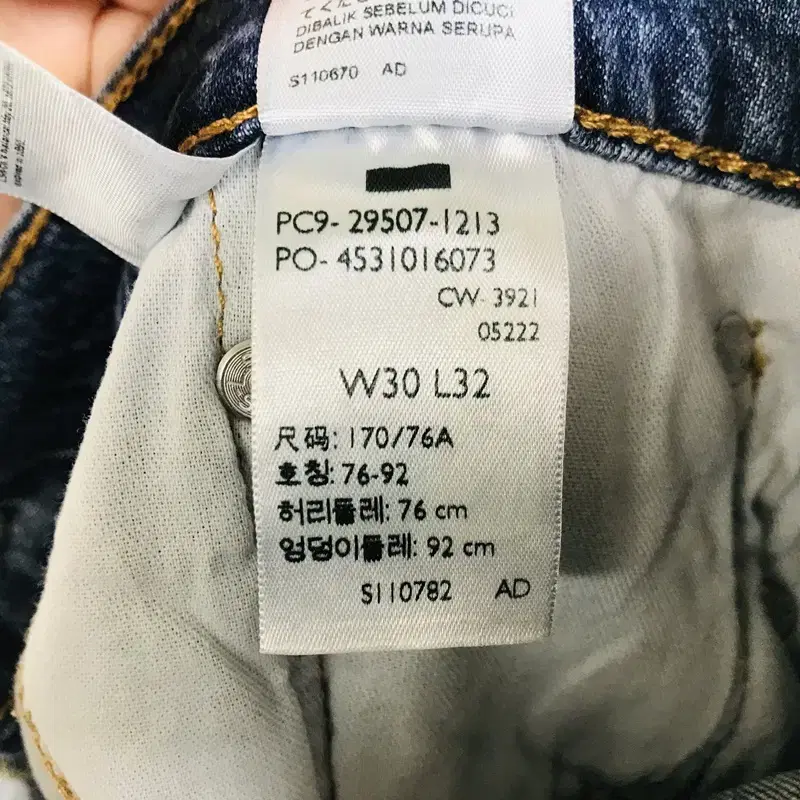 DIBALIK SEBELUM DICUCI
DENGAN WARNA SERUPA
S110670 AD
PC9- 29507-1213
PO- 4531016073
CW- 3921
05222
W30 L32
尺码: 170/76A
호칭: 76-92
허리둘레: 76 cm
엉덩이둘레: 92 cm
S110782 AD